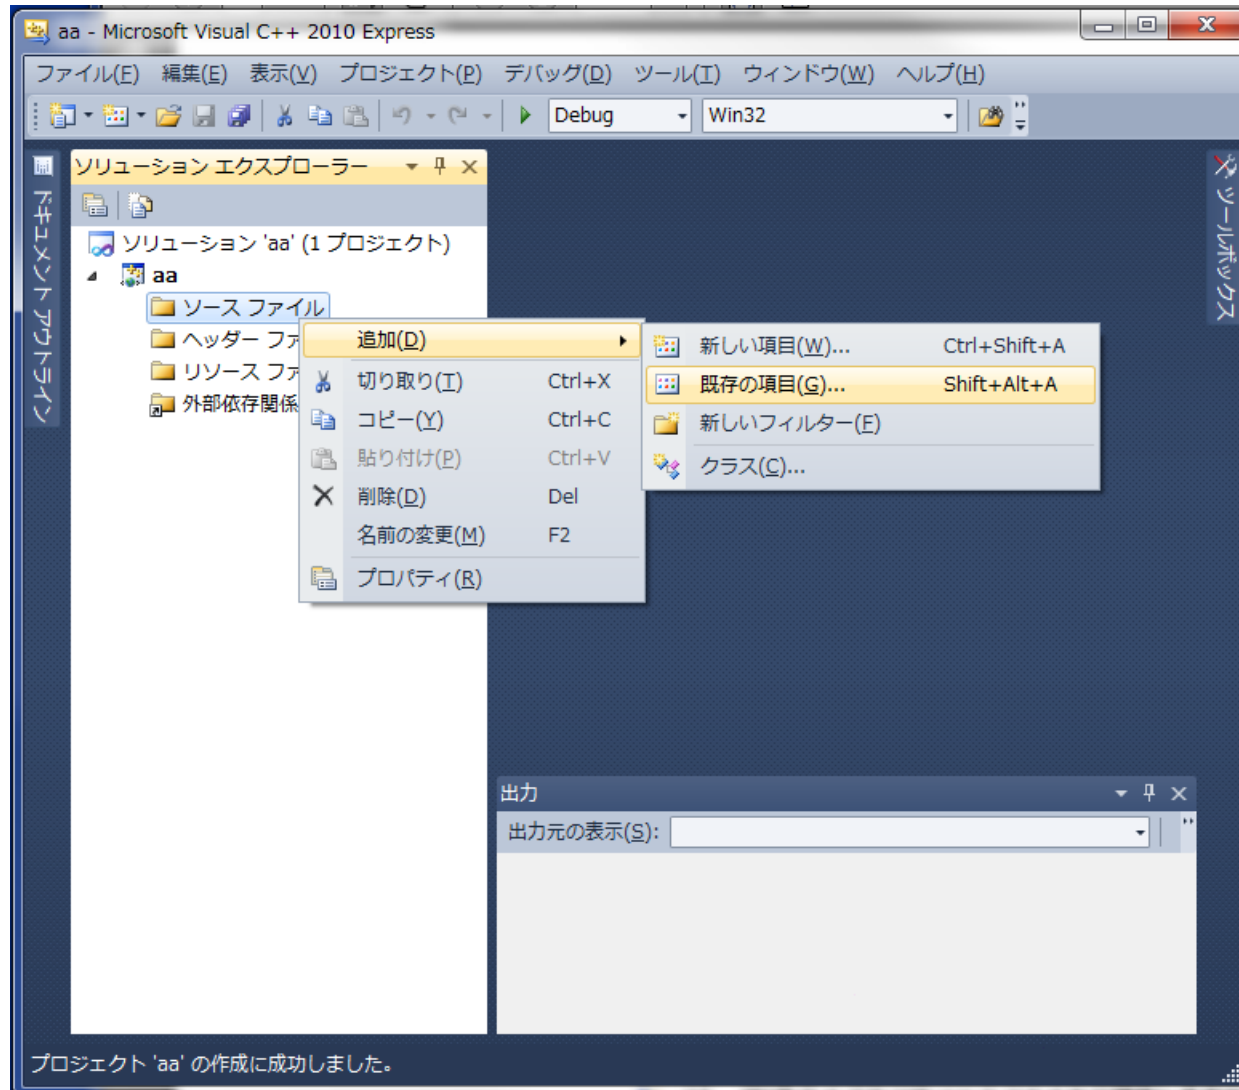 aa - Microsoft Visual C++ 2010 Express
ファイル(F) 編集(E) 表示(V) プロジェクト(P) デバッグ(D) ツール(T) ウィンドウ(W) ヘルプ(H)
Debug Win32
ドキュメント アウトライン
ソリューション エクスプローラー
ソリューション 'aa' (1 プロジェクト)
aa
ソース ファイル
ヘッダー ファ
リソース ファ
外部依存関係
追加(D)
切り取り(T) Ctrl+X
コピー(Y) Ctrl+C
貼り付け(P) Ctrl+V
削除(D) Del
名前の変更(M) F2
プロパティ(R)
新しい項目(W)... Ctrl+Shift+A
既存の項目(G)... Shift+Alt+A
新しいフィルター(F)
クラス(C)...
ツールボックス
出力
出力元の表示(S):
プロジェクト 'aa' の作成に成功しました。